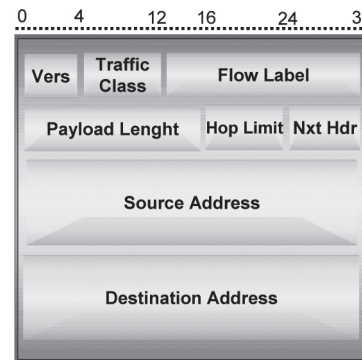 0 4 12 16 24 3
Vers Traffic Class Flow Label
Payload Lenght Hop Limit Nxt Hdr
Source Address
Destination Address